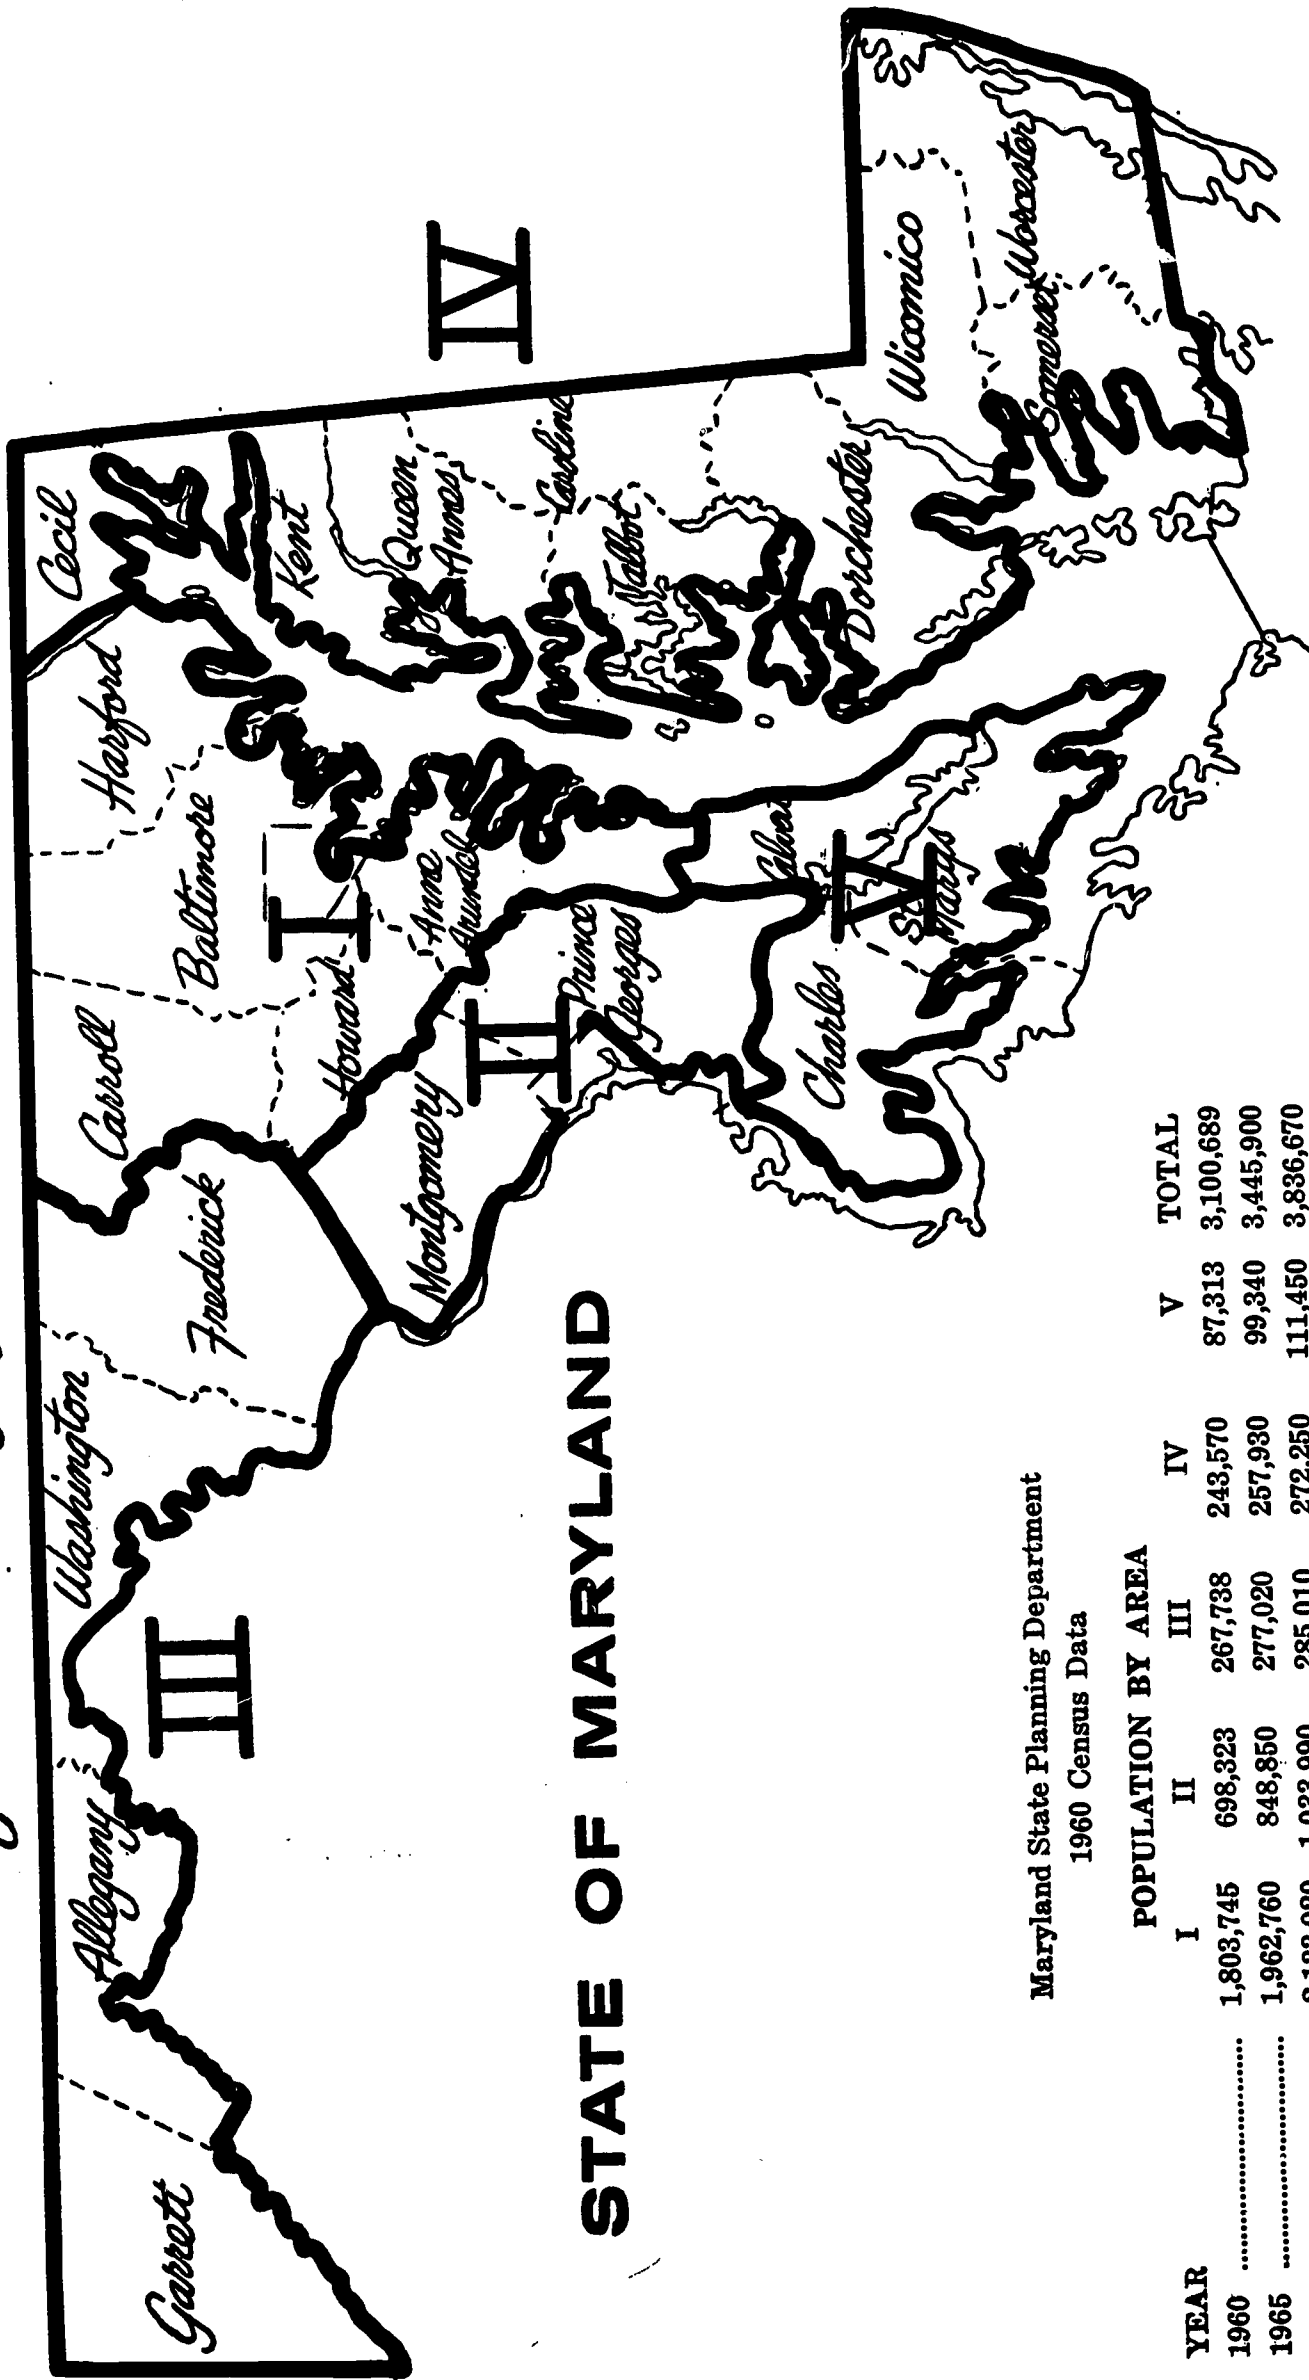 Garrett
Allegany
Washington
Frederick
Carroll
Baltimore
Harford
Cecil
Howard
Montgomery
Anne
Arundel
Prince
Georges
Charles
St
Marys
Kent
Queen
Annes
Caroline
Talbot
Dorchester
Wicomico
Somerset
Worcester
I
II
III
IV
V
STATE OF MARYLAND
Maryland State Planning Department
1960 Census Data
POPULATION BY AREA
YEAR I II III IV V TOTAL
1960 1,803,745 698,323 267,738 243,570 87,313 3,100,689
1965 1,962,760 848,850 277,020 257,930 99,340 3,445,900
285,010 272,250 111,450 3,836,670